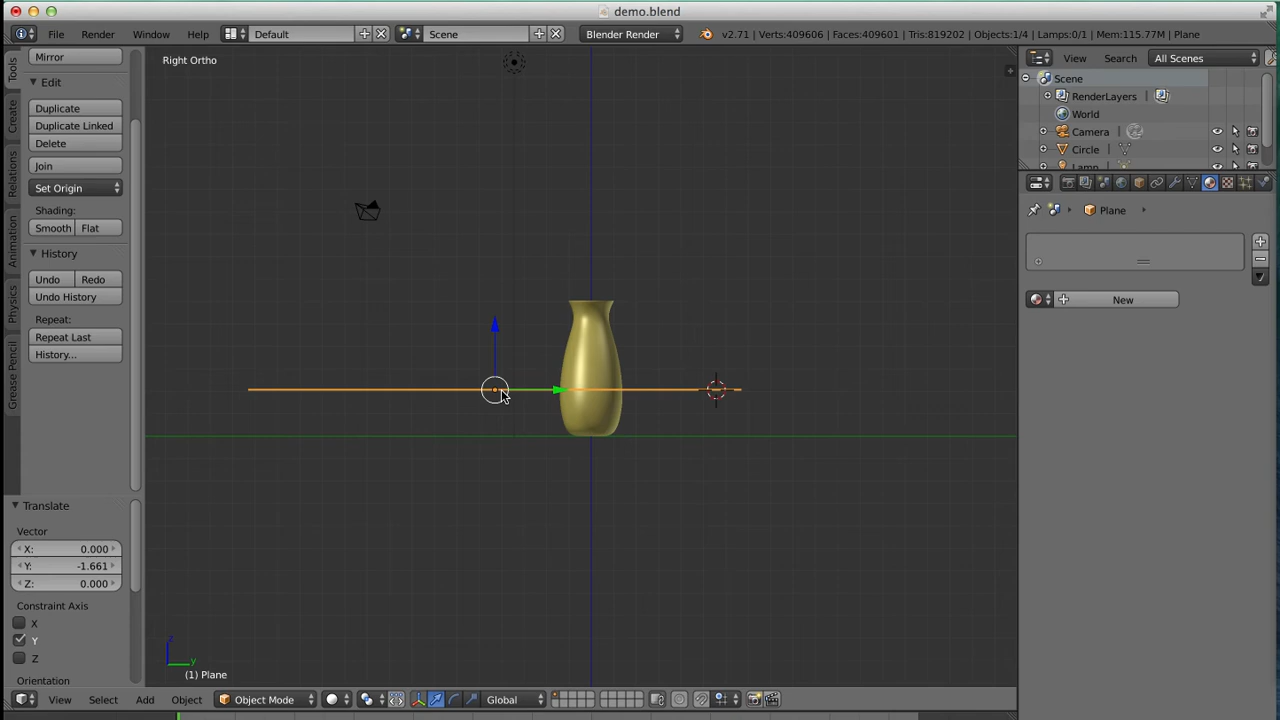 demo.blend
File Render Window Help Default Scene Blender Render v2.71 | Verts:409606 | Faces:409601 | Tris:819202 | Objects:1/4 | Lamps:0/1 | Mem:115.77M | Plane
Tools
Create
Relations
Animation
Physics
Grease Pencil
Mirror
Edit
Duplicate
Duplicate Linked
Delete
Join
Set Origin
Shading:
Smooth Flat
History
Undo Redo
Undo History
Repeat:
Repeat Last
History...
Translate
Vector
X: 0.000
Y: -1.661
Z: 0.000
Constraint Axis
X
Y
Z
Orientation
Right Ortho
z
y
(1) Plane
View Select Add Object Object Mode Global
View Search All Scenes
Scene
RenderLayers
World
Camera
Circle
Lamp
Plane
New